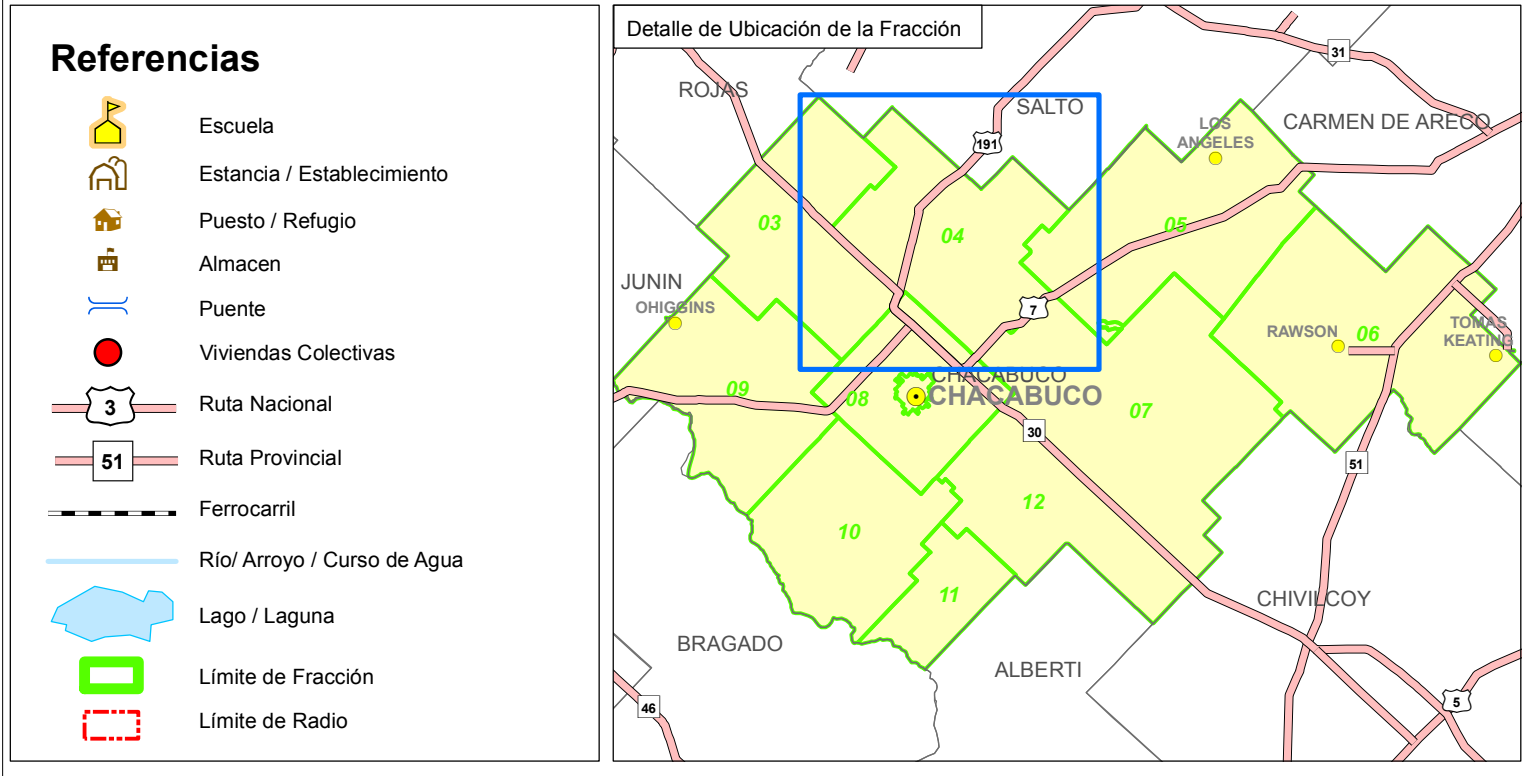 Referencias
Escuela
Estancia / Establecimiento
Puesto / Refugio
Almacen
Puente
Viviendas Colectivas
3
Ruta Nacional
51
Ruta Provincial
Ferrocarril
Río/ Arroyo / Curso de Agua
Lago / Laguna
Límite de Fracción
Límite de Radio
Detalle de Ubicación de la Fracción
31
ROJAS
SALTO
CARMEN DE ARECO
LOS
ANGELES
191
03
04
05
JUNIN
OHIGGINS
7
RAWSON
06
TOMAS
KEATING
CHACABUCO
CHACABUCO
09
08
07
30
51
12
10
11
CHIVILCOY
BRAGADO
ALBERTI
46
5